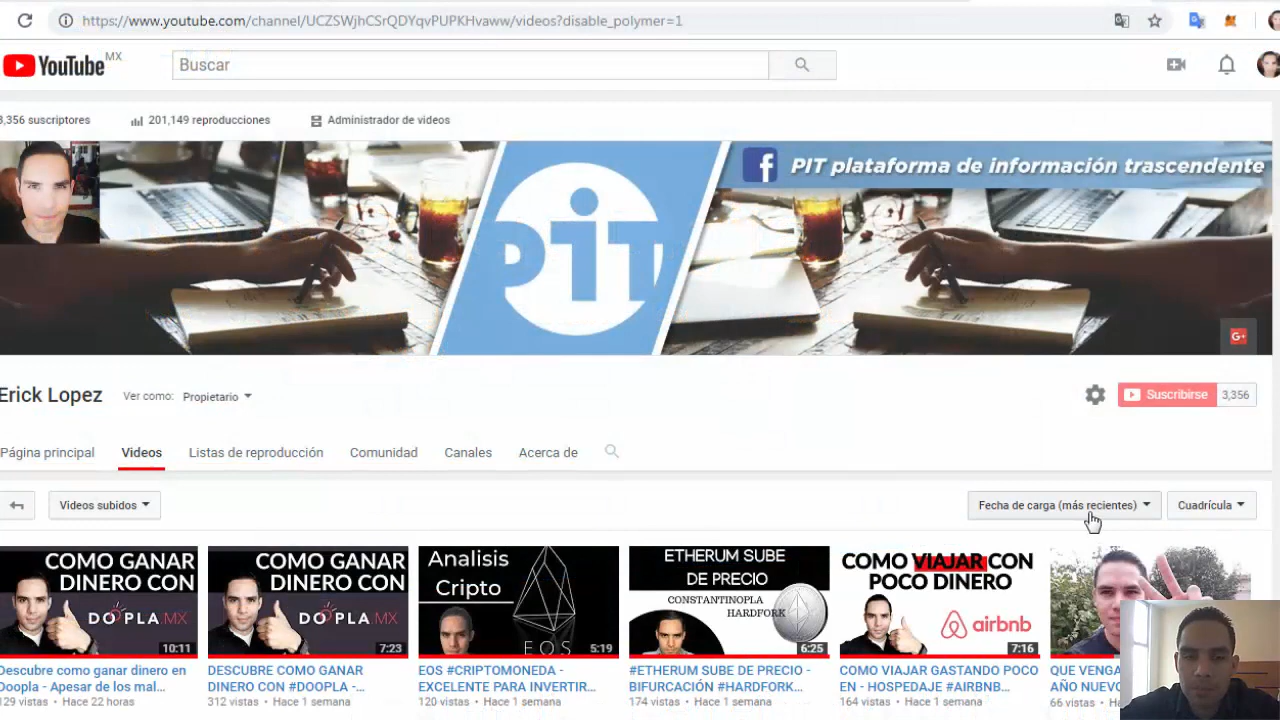 https://www.youtube.com/channel/UCZSWjhCSrQDYqvPUPKHvaww/videos?disable_polymer=1
YouTube MX
Buscar
3,356 suscriptores
201,149 reproducciones
Administrador de videos
PIT plataforma de información trascendente
PiT
G+
Erick Lopez
Ver como: Propietario
Suscribirse 3,356
Página principal
Videos
Listas de reproducción
Comunidad
Canales
Acerca de
Videos subidos
Fecha de carga (más recientes)
Cuadrícula
COMO GANAR
DINERO CON
DOPLA.MX
10:11
Descubre como ganar dinero en
Doopla - Apesar de los mal...
129 vistas • Hace 22 horas
COMO GANAR
DINERO CON
DOPLA.MX
7:23
DESCUBRE COMO GANAR
DINERO CON #DOOPLA -...
312 vistas • Hace 1 semana
Analisis
Cripto
EOS
5:19
EOS #CRIPTOMONEDA -
EXCELENTE PARA INVERTIR...
120 vistas • Hace 1 semana
ETHERUM SUBE
DE PRECIO
CONSTANTINOPLA
HARDFORK
6:25
#ETHERUM SUBE DE PRECIO -
BIFURCACIÓN #HARDFORK...
174 vistas • Hace 1 semana
COMO VIAJAR CON
POCO DINERO
airbnb
7:16
COMO VIAJAR GASTANDO POCO
EN - HOSPEDAJE #AIRBNB...
164 vistas • Hace 1 semana
QUE VENGA
AÑO NUEVO
66 vistas • Hace